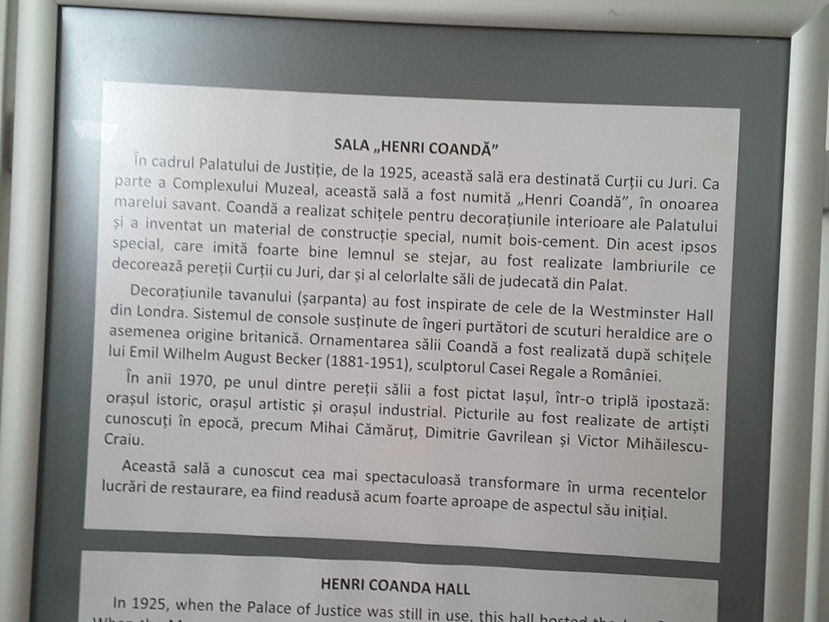 SALA „HENRI COANDĂ”
În cadrul Palatului de Justiție, de la 1925, această sală era destinată Curții cu Juri. Ca
parte a Complexului Muzeal, această sală a fost numită „Henri Coandă”, în onoarea
marelui savant. Coandă a realizat schițele pentru decorațiunile interioare ale Palatului
și a inventat un material de construcție special, numit bois-cement. Din acest ipsos
special, care imită foarte bine lemnul se stejar, au fost realizate lambriurile ce
decorează pereții Curții cu Juri, dar și al celorlalte săli de judecată din Palat.
Decorațiunile tavanului (șarpanta) au fost inspirate de cele de la Westminster Hall
din Londra. Sistemul de console susținute de îngeri purtători de scuturi heraldice are o
asemenea origine britanică. Ornamentarea sălii Coandă a fost realizată după schițele
lui Emil Wilhelm August Becker (1881-1951), sculptorul Casei Regale a României.
În anii 1970, pe unul dintre pereții sălii a fost pictat Iașul, într-o triplă ipostază:
orașul istoric, orașul artistic și orașul industrial. Picturile au fost realizate de artiști
cunoscuți în epocă, precum Mihai Cămăruț, Dimitrie Gavrilean și Victor Mihăilescu-
Craiu.
Această sală a cunoscut cea mai spectaculoasă transformare în urma recentelor
lucrări de restaurare, ea fiind readusă acum foarte aproape de aspectul său inițial.
HENRI COANDA HALL
In 1925, when the Palace of Justice was still in use, this hall hosted the